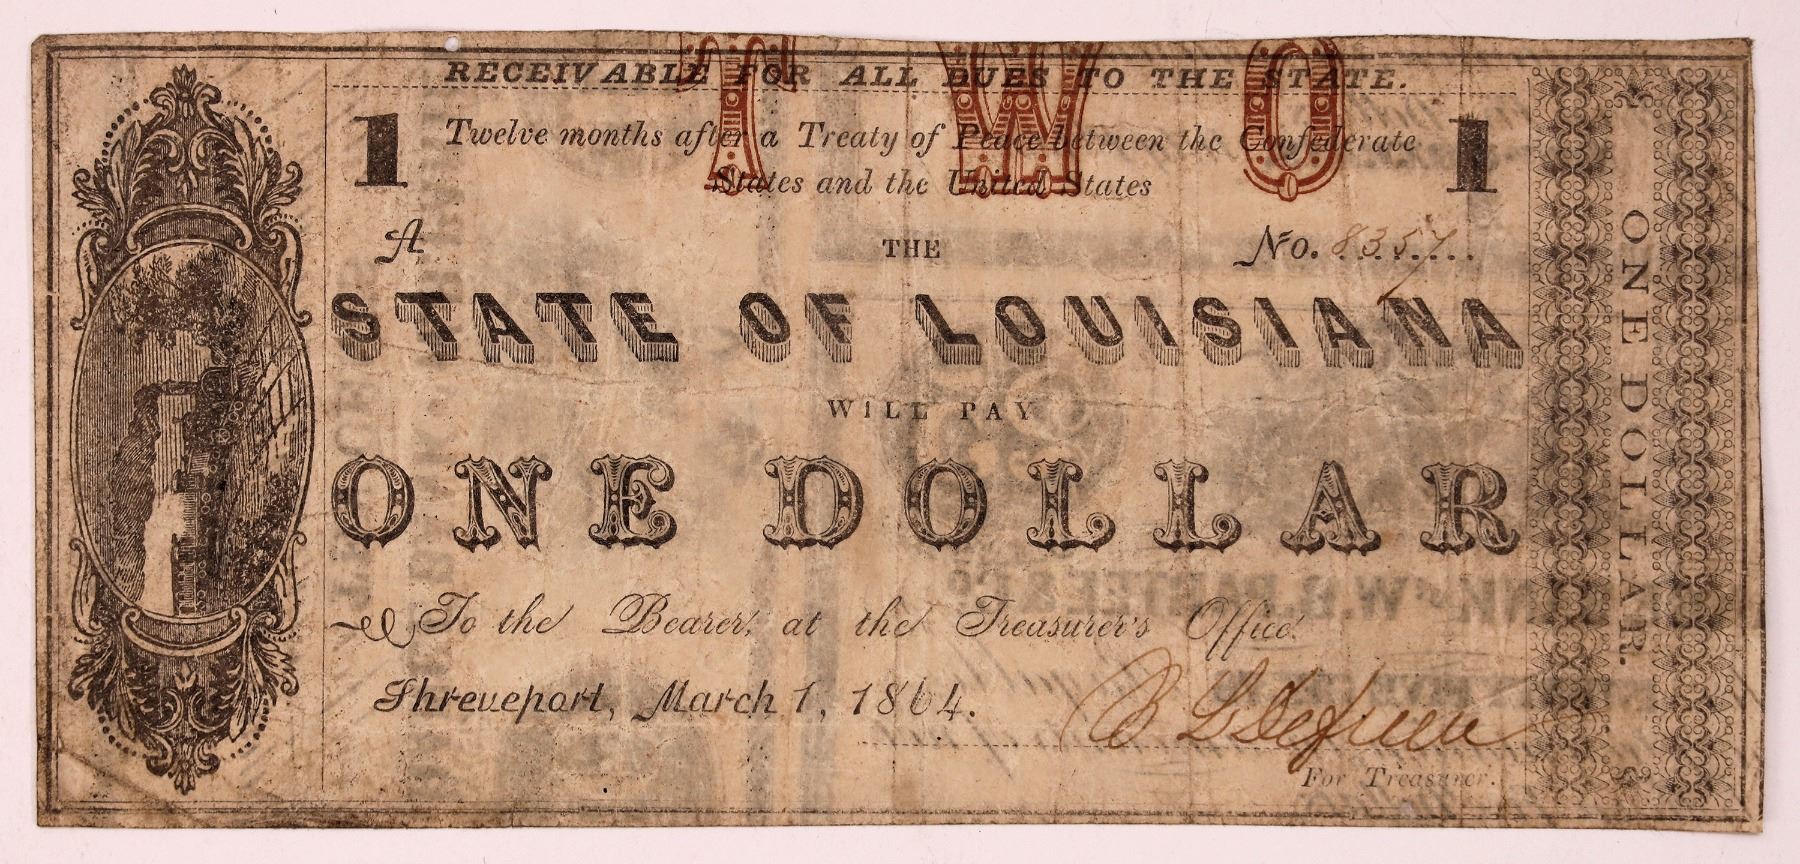 TWO
RECEIVABLE FOR ALL DUES TO THE STATE.
1 Twelve months after a Treaty of Peace between the Confederate 1
States and the United States
A THE No. 8357
STATE OF LOUISIANA
WILL PAY
ONE DOLLAR
To the Bearer, at the Treasurer's Office.
Shreveport, March 1, 1864.
For Treasurer.
ONE DOLLAR.